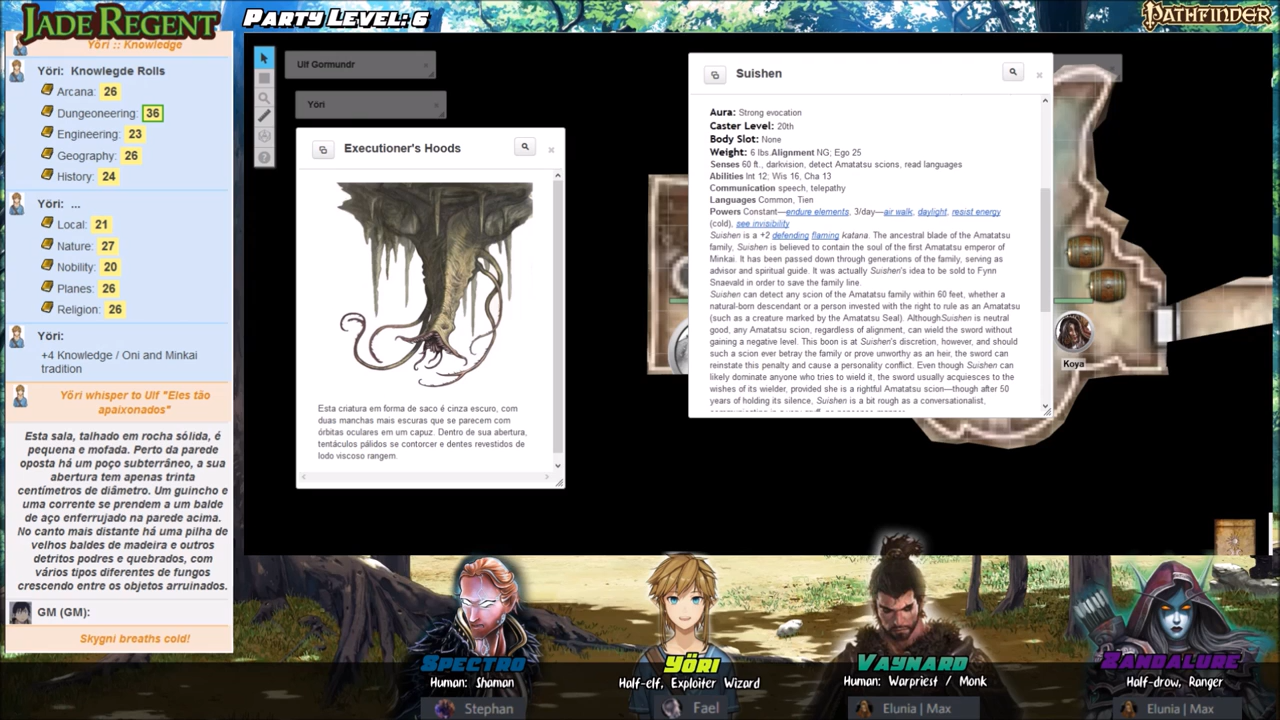 JADE REGENT
PARTY LEVEL: 6
PATHFINDER
Yöri :: Knowledge
Yöri: Knowlegde Rolls
Arcana: 26
Dungeoneering: 36
Engineering: 23
Geography: 26
History: 24
Yöri: ...
Local: 21
Nature: 27
Nobility: 20
Planes: 26
Religion: 26
Yöri:
+4 Knowledge / Oni and Minkai
tradition
Yöri whisper to Ulf "Eles tão
apaixonados"
Esta sala, talhado em rocha sólida, é
pequena e mofada. Perto da parede
oposta há um poço subterrâneo, a sua
abertura tem apenas trinta
centímetros de diâmetro. Um guincho e
uma corrente se prendem a um balde
de aço enferrujado na parede acima.
No canto mais distante há uma pilha de
velhos baldes de madeira e outros
detritos podres e quebrados, com
vários tipos diferentes de fungos
crescendo entre os objetos arruinados.
GM (GM):
Skygni breaths cold!
Ulf Gormundr
Yöri
Executioner's Hoods
Esta criatura em forma de saco é cinza escuro, com
duas manchas mais escuras que se parecem com
órbitas oculares em um capuz. Dentro de sua abertura,
tentáculos pálidos se contorcer e dentes revestidos de
lodo viscoso rangem.
Suishen
Aura: Strong evocation
Caster Level: 20th
Body Slot: None
Weight: 6 lbs Alignment NG; Ego 25
Senses 60 ft., darkvision, detect Amatatsu scions, read languages
Abilities Int 12; Wis 16, Cha 13
Communication speech, telepathy
Languages Common, Tien
Powers Constant—endure elements, 3/day—air walk, daylight, resist energy
(cold), see invisibility
Suishen is a +2 defending flaming katana. The ancestral blade of the Amatatsu
family, Suishen is believed to contain the soul of the first Amatatsu emperor of
Minkai. It has been passed down through generations of the family, serving as
advisor and spiritual guide. It was actually Suishen's idea to be sold to Fynn
Snaevald in order to save the family line.
Suishen can detect any scion of the Amatatsu family within 60 feet, whether a
natural-born descendant or a person invested with the right to rule as an Amatatsu
(such as a creature marked by the Amatatsu Seal). AlthoughSuishen is neutral
good, any Amatatsu scion, regardless of alignment, can wield the sword without
gaining a negative level. This boon is at Suishen's discretion, however, and should
such a scion ever betray the family or prove unworthy as an heir, the sword can
reinstate this penalty and cause a personality conflict. Even though Suishen can
likely dominate anyone who tries to wield it, the sword usually acquiesces to the
wishes of its wielder, provided she is a rightful Amatatsu scion—though after 50
years of holding its silence, Suishen is a bit rough as a conversationalist,
Koya
SPECTRO
Human: Shaman
Stephan
YÖRI
Half-elf, Exploiter Wizard
Fael
VAYNARD
Human: Warpriest / Monk
Elunia | Max
ZANDALURE
Half-drow, Ranger
Elunia | Max